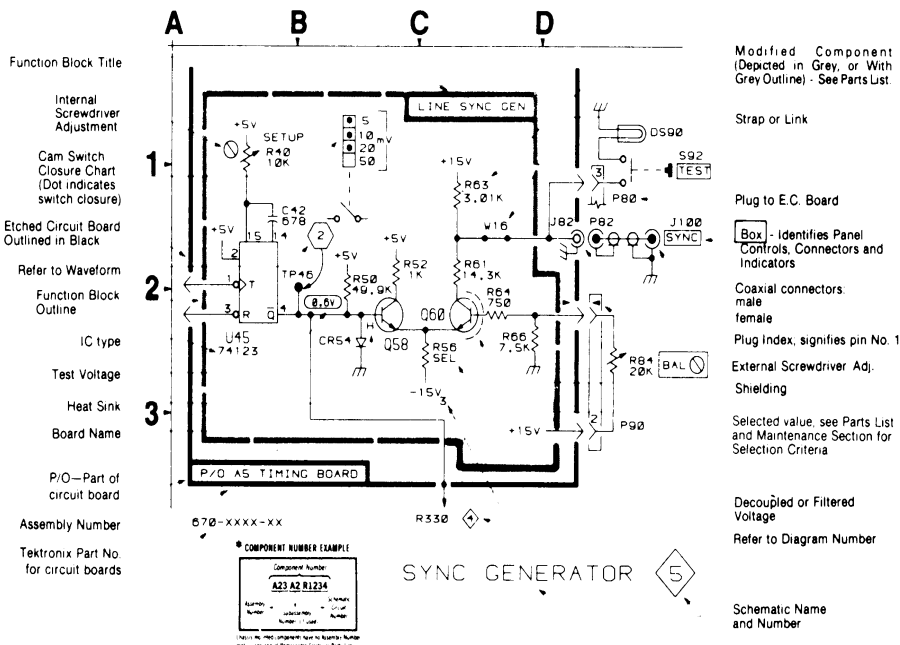 A B C D
Function Block Title
Internal
Screwdriver
Adjustment
Cam Switch
Closure Chart
(Dot indicates
switch closure)
Etched Circuit Board
Outlined in Black
Refer to Waveform
Function Block
Outline
IC type
Test Voltage
Heat Sink
Board Name
P/O—Part of
circuit board
Assembly Number
Tektronix Part No.
for circuit boards
1
2
3
LINE SYNC GEN
+5V
SETUP
R40
10K
5
10
20
50
mV
C42
678
2
+5V
15
14
2
1
T
3
R
Q
4
U45
74123
TP46
0.6V
+5V
R50
49.9K
CR54
+5V
R52
1K
H
Q58
Q60
R56
SEL
-15V
3
+15V
R63
3.01K
W16
R61
14.3K
R64
750
R66
7.5K
+15V
DS90
S92
TEST
3
P80
J82
P82
J100
SYNC
1
R84
20K
BAL
2
P90
P/O A5 TIMING BOARD
670-XXXX-XX
R330
4
* COMPONENT NUMBER EXAMPLE
Component Number
A23 A2 R1234
Assembly
Number
Subassembly
Number (if used)
Schematic
Circuit
Number
SYNC GENERATOR
5
Modified Component
(Depicted in Grey, or With
Grey Outline) - See Parts List.
Strap or Link
Plug to E.C. Board
Box - Identifies Panel
Controls, Connectors and
Indicators
Coaxial connectors:
male
female
Plug Index; signifies pin No. 1
External Screwdriver Adj.
Shielding
Selected value, see Parts List
and Maintenance Section for
Selection Criteria
Decoupled or Filtered
Voltage
Refer to Diagram Number
Schematic Name
and Number